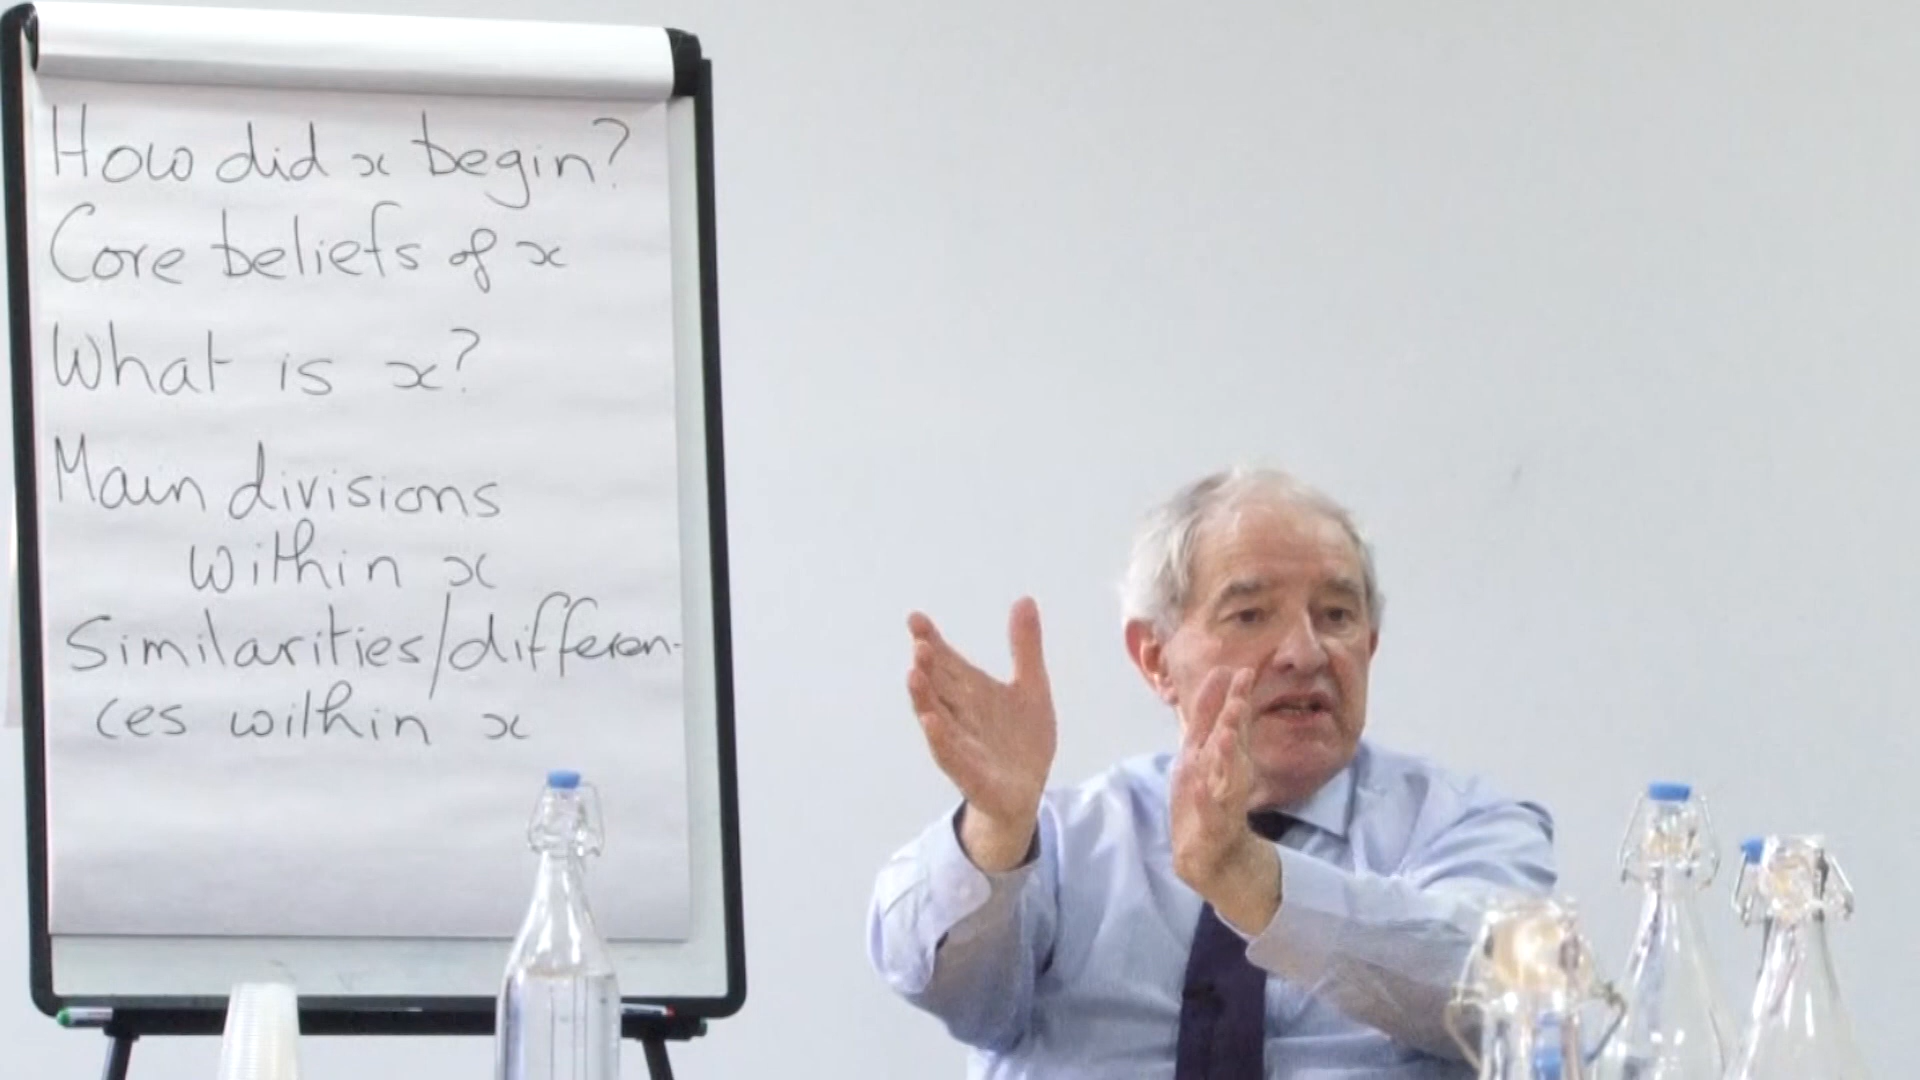 How did x begin?
Core beliefs of x
What is x?
Main divisions
within x
Similarities/differen-
ces within x